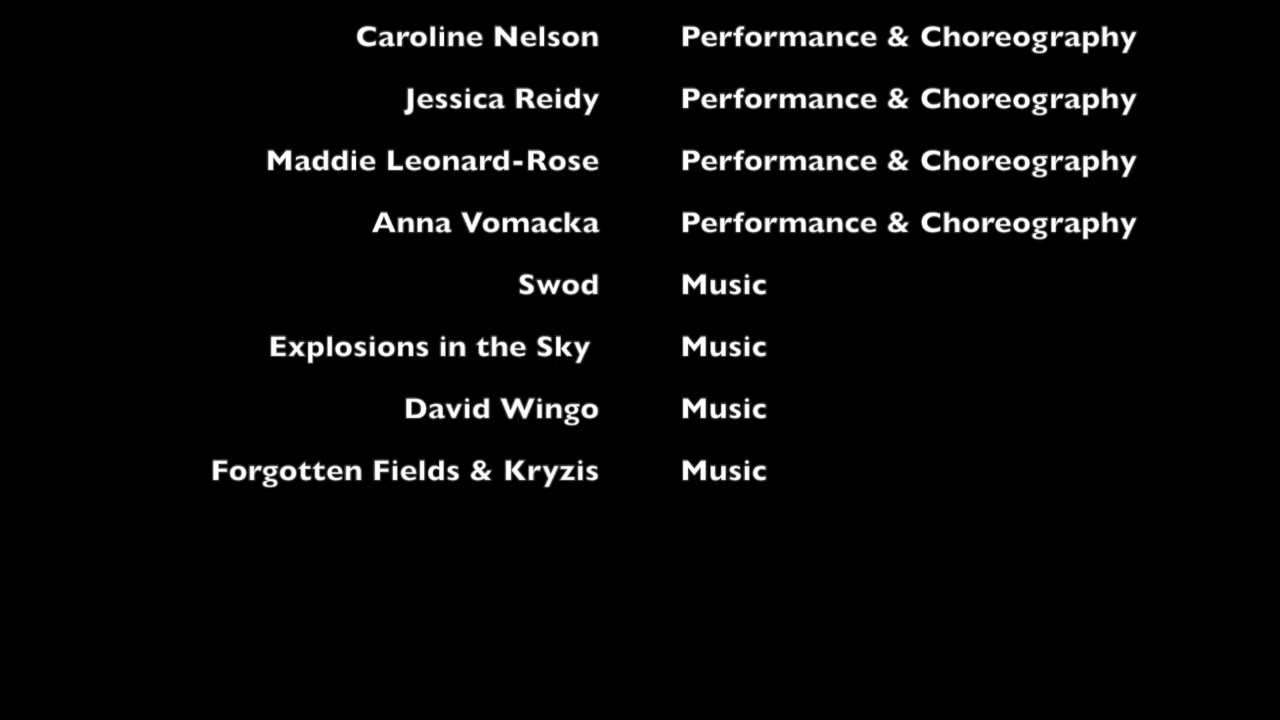 Caroline Nelson Performance & Choreography
Jessica Reidy Performance & Choreography
Maddie Leonard-Rose Performance & Choreography
Anna Vomacka Performance & Choreography
Swod Music
Explosions in the Sky Music
David Wingo Music
Forgotten Fields & Kryzis Music